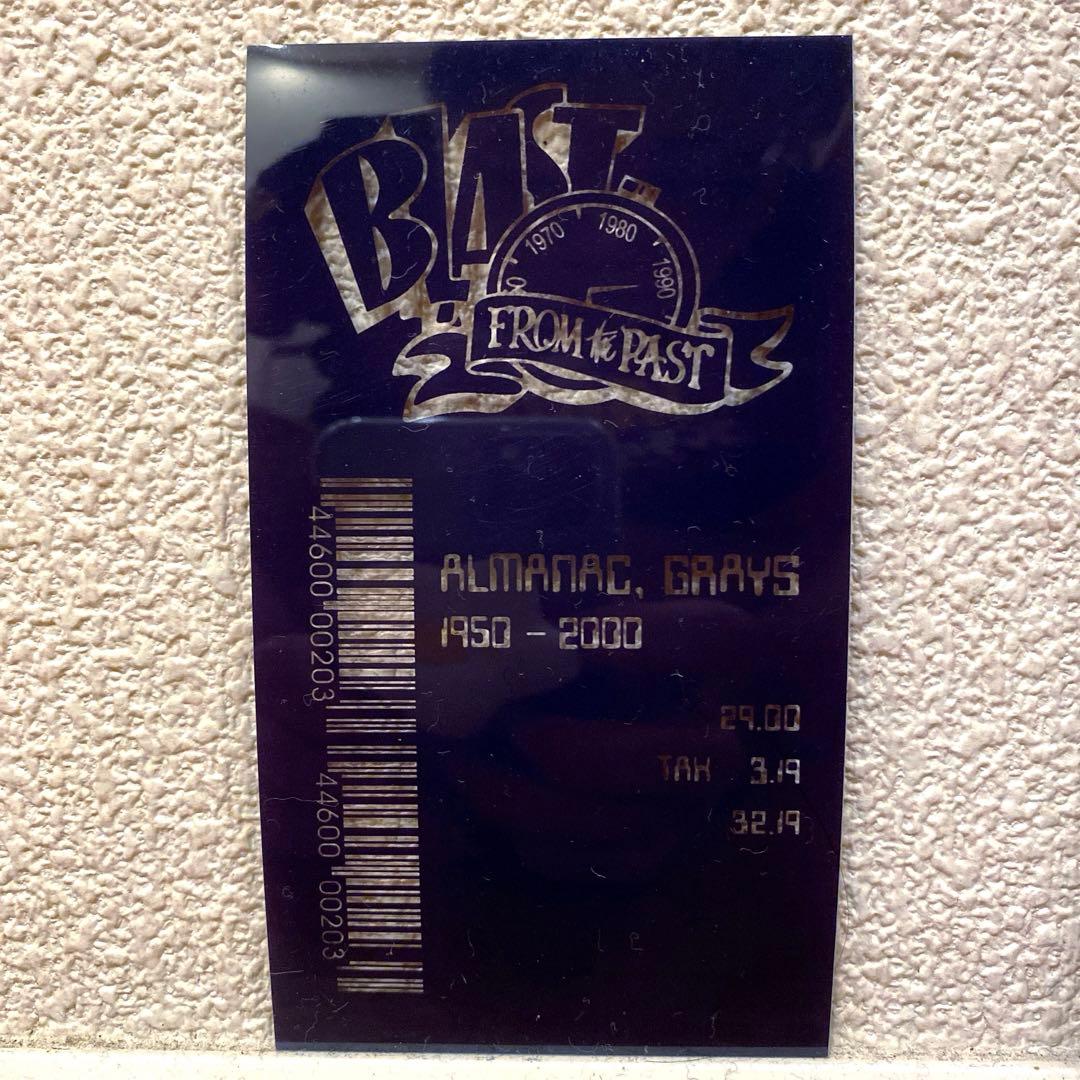 BLAST
1970 1980 1990
FROM the PAST
44600 00203
44600 00203
ALMANAC, GRAYS
1950 - 2000
29.00
TAX 3.19
32.19